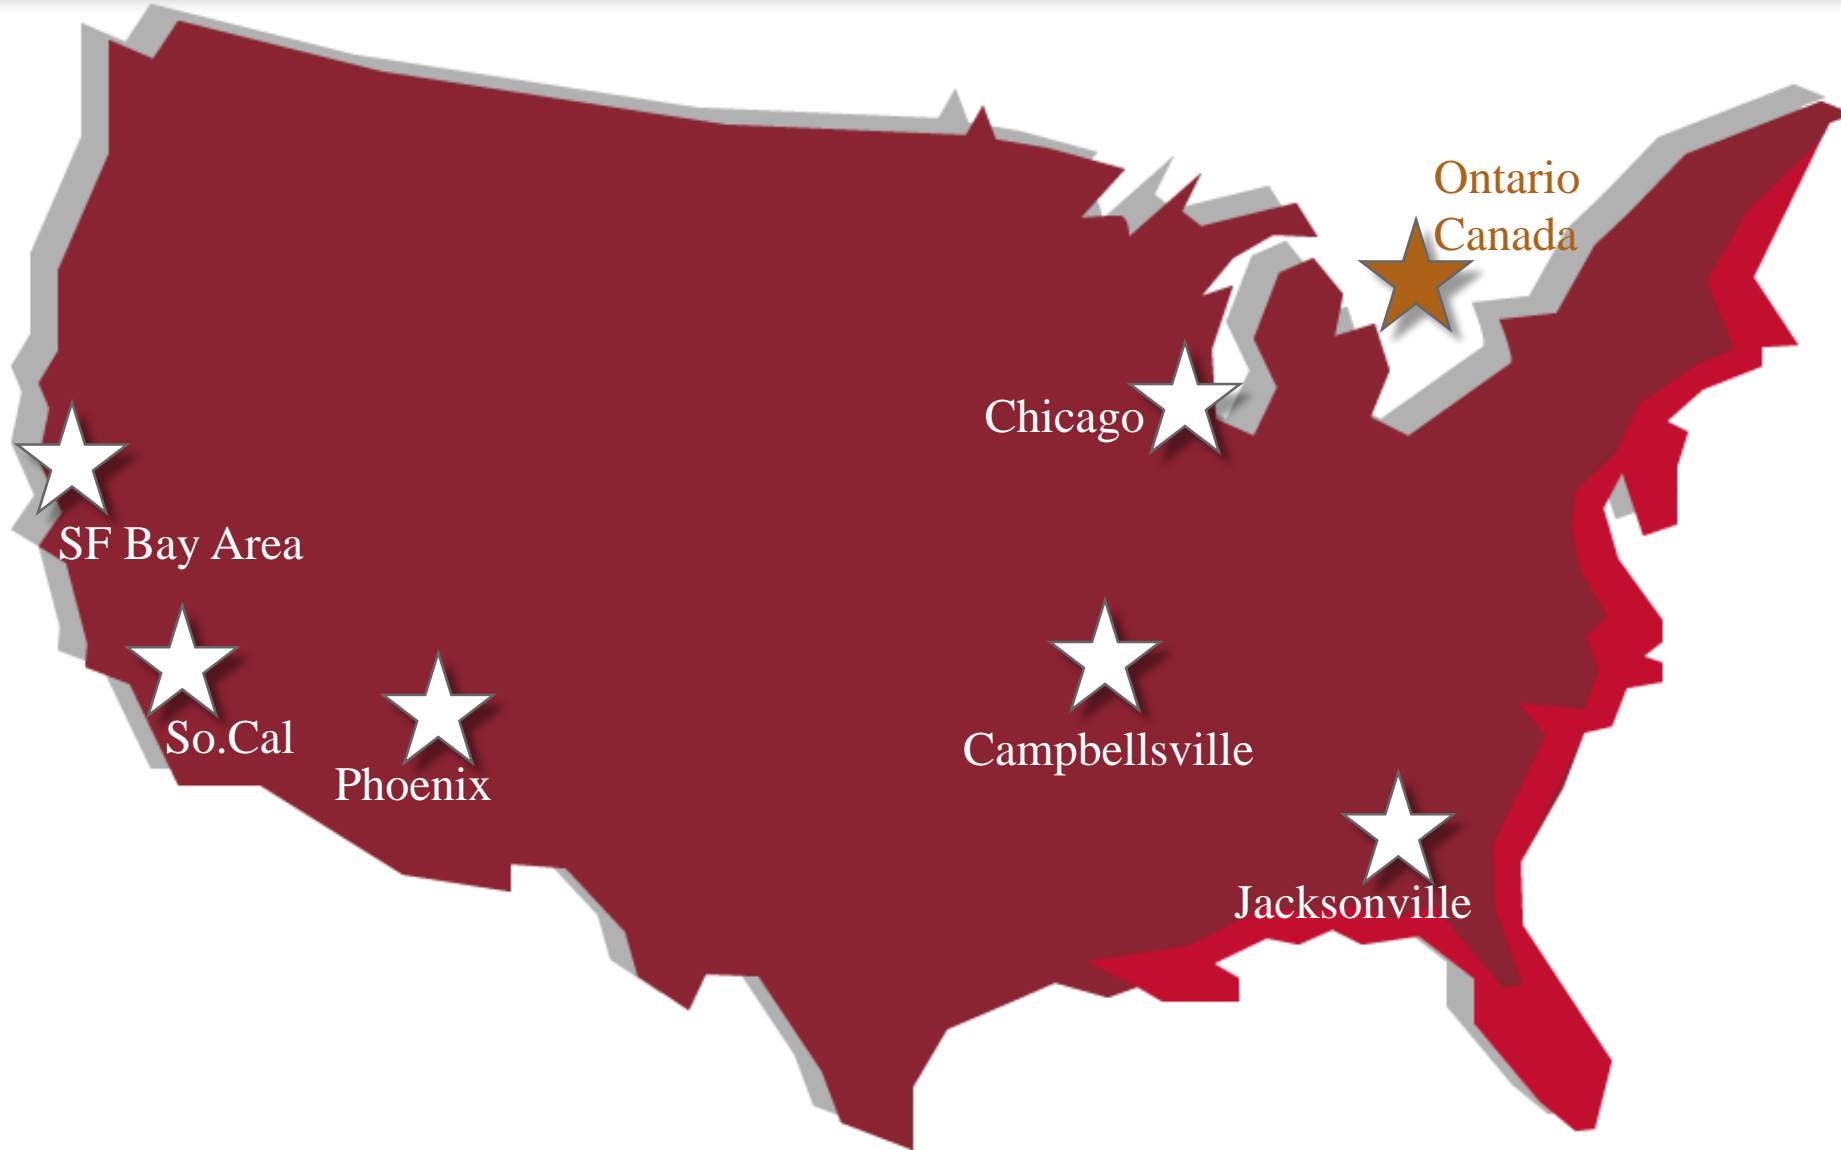 Ontario
Canada
Chicago
SF Bay Area
So.Cal
Phoenix
Campbellsville
Jacksonville